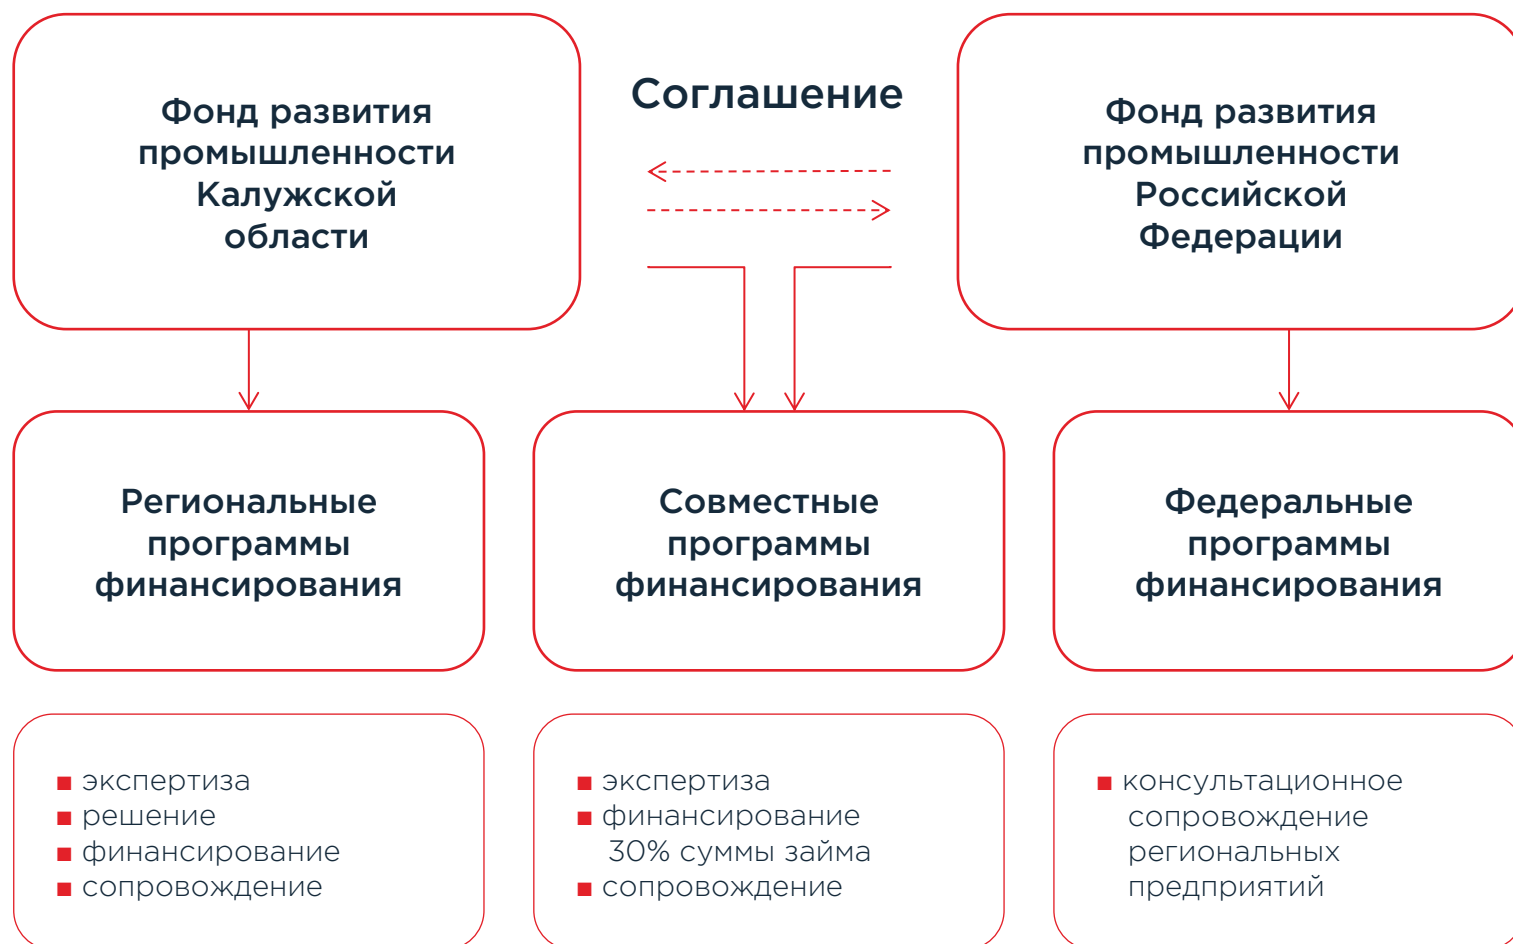 Фонд развития
промышленности
Калужской
области
Соглашение
Фонд развития
промышленности
Российской
Федерации
Региональные
программы
финансирования
Совместные
программы
финансирования
Федеральные
программы
финансирования
экспертиза
решение
финансирование
сопровождение
экспертиза
финансирование
30% суммы займа
сопровождение
консультационное
сопровождение
региональных
предприятий